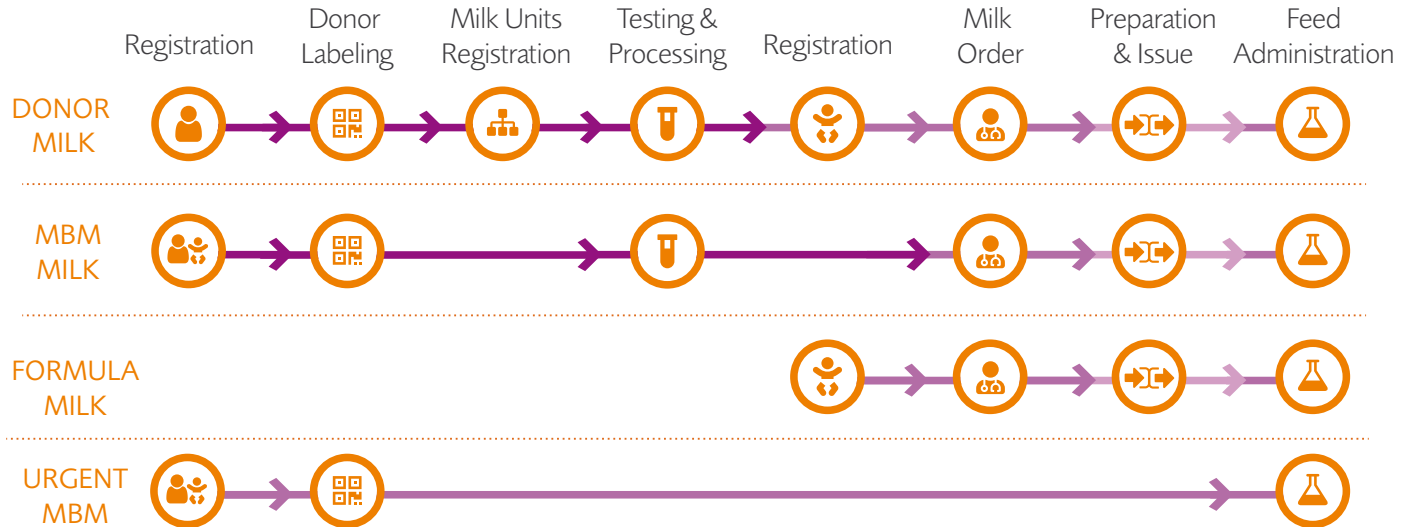 Registration
Donor
Labeling
Milk Units
Registration
Testing &
Processing
Registration
Milk
Order
Preparation
& Issue
Feed
Administration
DONOR
MILK
MBM
MILK
FORMULA
MILK
URGENT
MBM